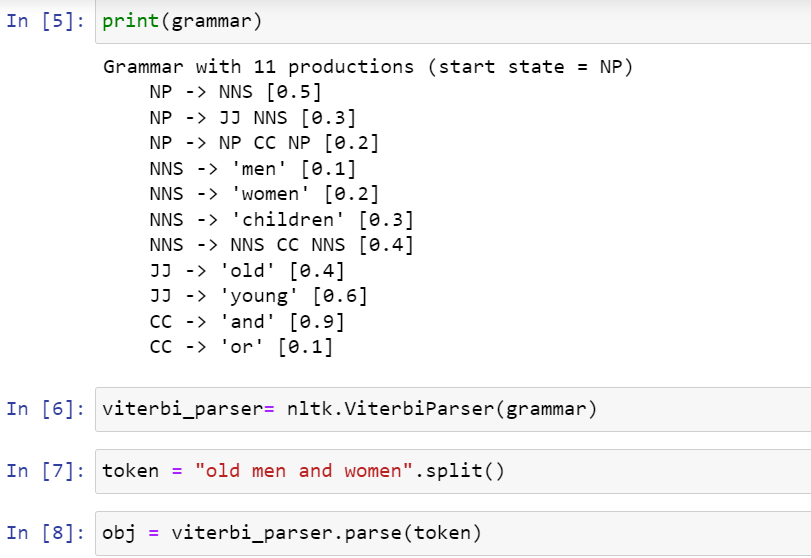 In [5]: print(grammar)
Grammar with 11 productions (start state = NP)
NP -> NNS [0.5]
NP -> JJ NNS [0.3]
NP -> NP CC NP [0.2]
NNS -> 'men' [0.1]
NNS -> 'women' [0.2]
NNS -> 'children' [0.3]
NNS -> NNS CC NNS [0.4]
JJ -> 'old' [0.4]
JJ -> 'young' [0.6]
CC -> 'and' [0.9]
CC -> 'or' [0.1]
In [6]: viterbi_parser= nltk.ViterbiParser(grammar)
In [7]: token = "old men and women".split()
In [8]: obj = viterbi_parser.parse(token)